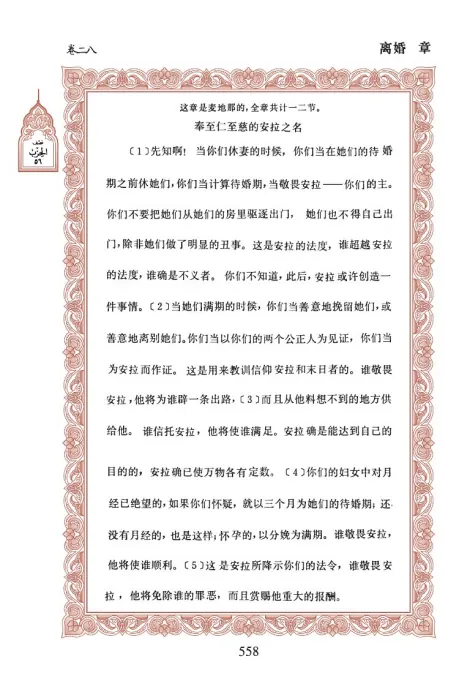 卷二八
离婚 章
نصف
الحزب
٥٦
这章是麦地那的，全章共计一二节。
奉至仁至慈的安拉之名
（1）先知啊！当你们休妻的时候，你们当在她们的待婚
期之前休她们，你们当计算待婚期，当敬畏安拉——你们的主。
你们不要把她们从她们的房里驱逐出门，她们也不得自己出
门，除非她们做了明显的丑事。这是安拉的法度，谁超越安拉
的法度，谁确是不义者。你们不知道，此后，安拉或许创造一
件事情。（2）当她们满期的时候，你们当善意地挽留她们，或
善意地离别她们。你们当以你们的两个公正人为见证，你们当
为安拉而作证。这是用来教训信仰安拉和末日者的。谁敬畏
安拉，他将为谁辟一条出路，（3）而且从他料想不到的地方供
给他。谁信托安拉，他将使谁满足。安拉确是能达到自己的
目的的，安拉确已使万物各有定数。（4）你们的妇女中对月
经已绝望的，如果你们怀疑，就以三个月为她们的待婚期；还
没有月经的，也是这样；怀孕的，以分娩为满期。谁敬畏安拉，
他将使谁顺利。（5）这是安拉所降示你们的法令，谁敬畏安
拉，他将免除谁的罪恶，而且赏赐他重大的报酬。
558